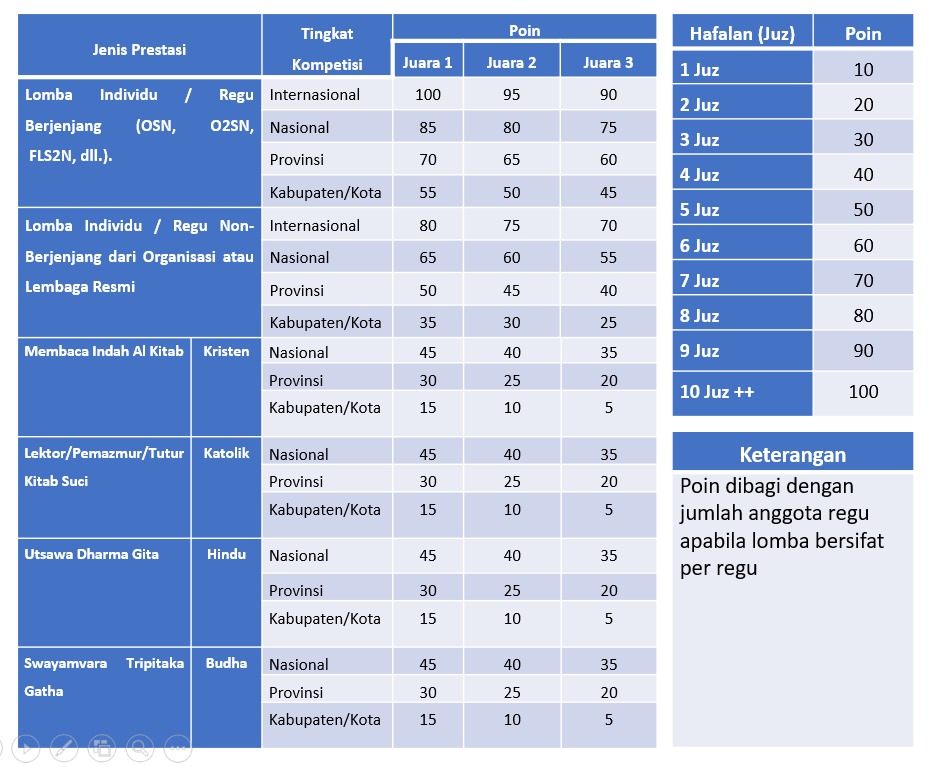 Jenis Prestasi
Tingkat
Kompetisi
Poin
Juara 1 Juara 2 Juara 3
Lomba Individu / Regu
Berjenjang (OSN, O2SN,
FLS2N, dll.).
Internasional 100 95 90
Nasional 85 80 75
Provinsi 70 65 60
Kabupaten/Kota 55 50 45
Lomba Individu / Regu Non-
Berjenjang dari Organisasi atau
Lembaga Resmi
Internasional 80 75 70
Nasional 65 60 55
Provinsi 50 45 40
Kabupaten/Kota 35 30 25
Membaca Indah Al Kitab Kristen
Nasional 45 40 35
Provinsi 30 25 20
Kabupaten/Kota 15 10 5
Lektor/Pemazmur/Tutur
Kitab Suci
Katolik
Nasional 45 40 35
Provinsi 30 25 20
Kabupaten/Kota 15 10 5
Utsawa Dharma Gita Hindu
Nasional 45 40 35
Provinsi 30 25 20
Kabupaten/Kota 15 10 5
Swayamvara Tripitaka
Gatha
Budha
Nasional 45 40 35
Provinsi 30 25 20
Kabupaten/Kota 15 10 5
Hafalan (Juz) Poin
1 Juz 10
2 Juz 20
3 Juz 30
4 Juz 40
5 Juz 50
6 Juz 60
7 Juz 70
8 Juz 80
9 Juz 90
10 Juz ++ 100
Keterangan
Poin dibagi dengan
jumlah anggota regu
apabila lomba bersifat
per regu